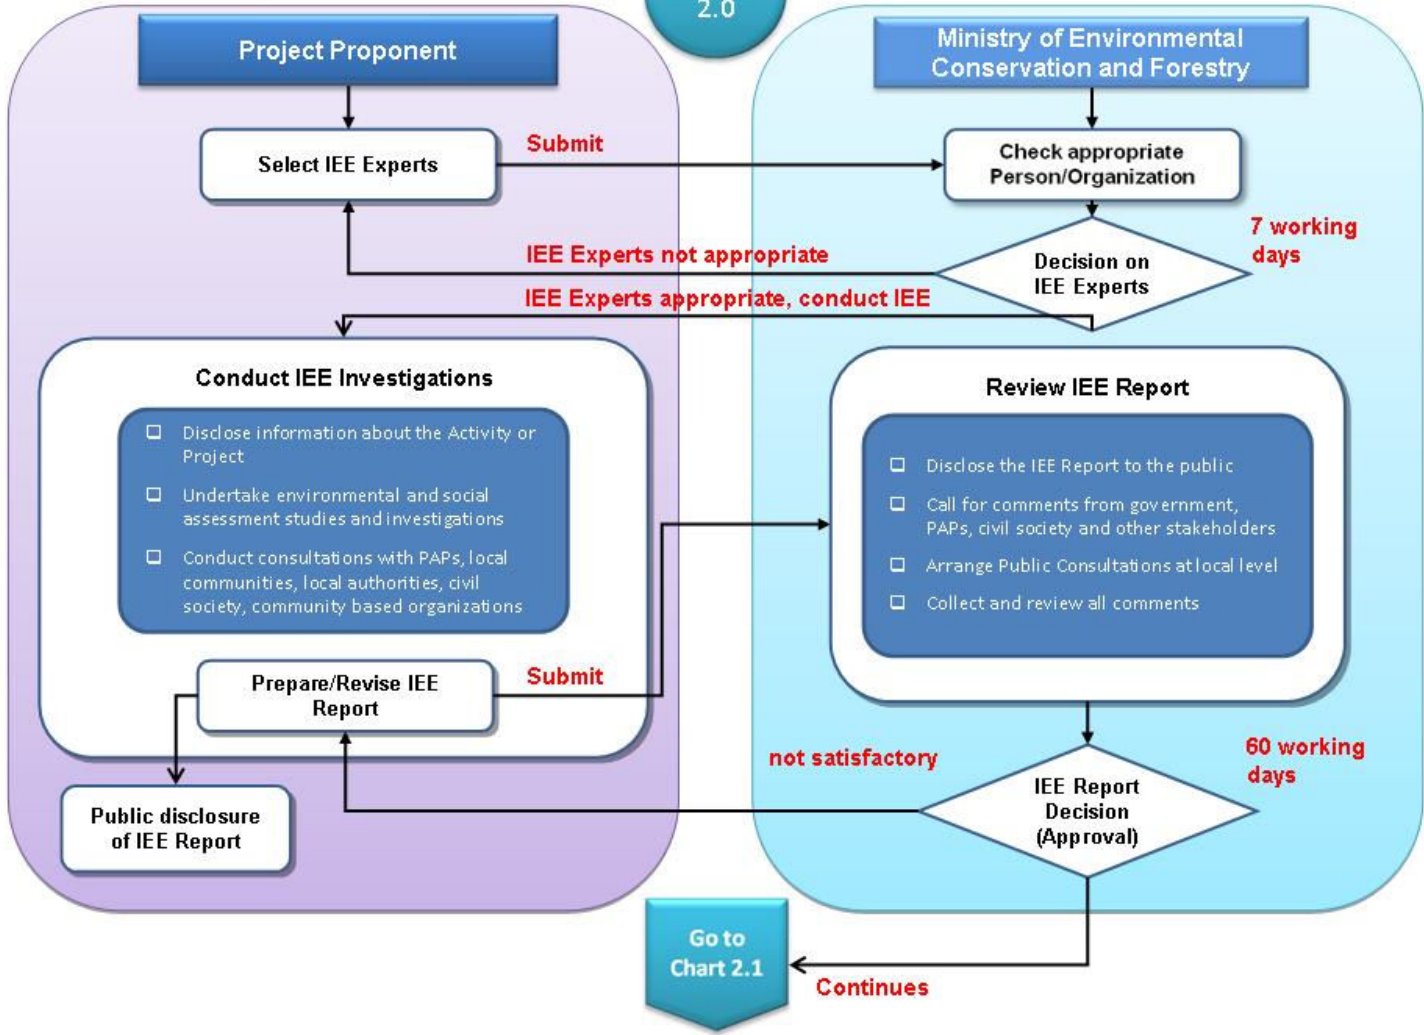 2.0
Project Proponent
Ministry of Environmental
Conservation and Forestry
Select IEE Experts
Submit
Check appropriate
Person/Organization
7 working
days
IEE Experts not appropriate
Decision on
IEE Experts
IEE Experts appropriate, conduct IEE
Conduct IEE Investigations
Disclose information about the Activity or
Project
Undertake environmental and social
assessment studies and investigations
Conduct consultations with PAPs, local
communities, local authorities, civil
society, community based organizations
Review IEE Report
Disclose the IEE Report to the public
Call for comments from government,
PAPs, civil society and other stakeholders
Arrange Public Consultations at local level
Collect and review all comments
Prepare/Revise IEE
Report
Submit
not satisfactory
60 working
days
IEE Report
Decision
(Approval)
Public disclosure
of IEE Report
Go to
Chart 2.1
Continues